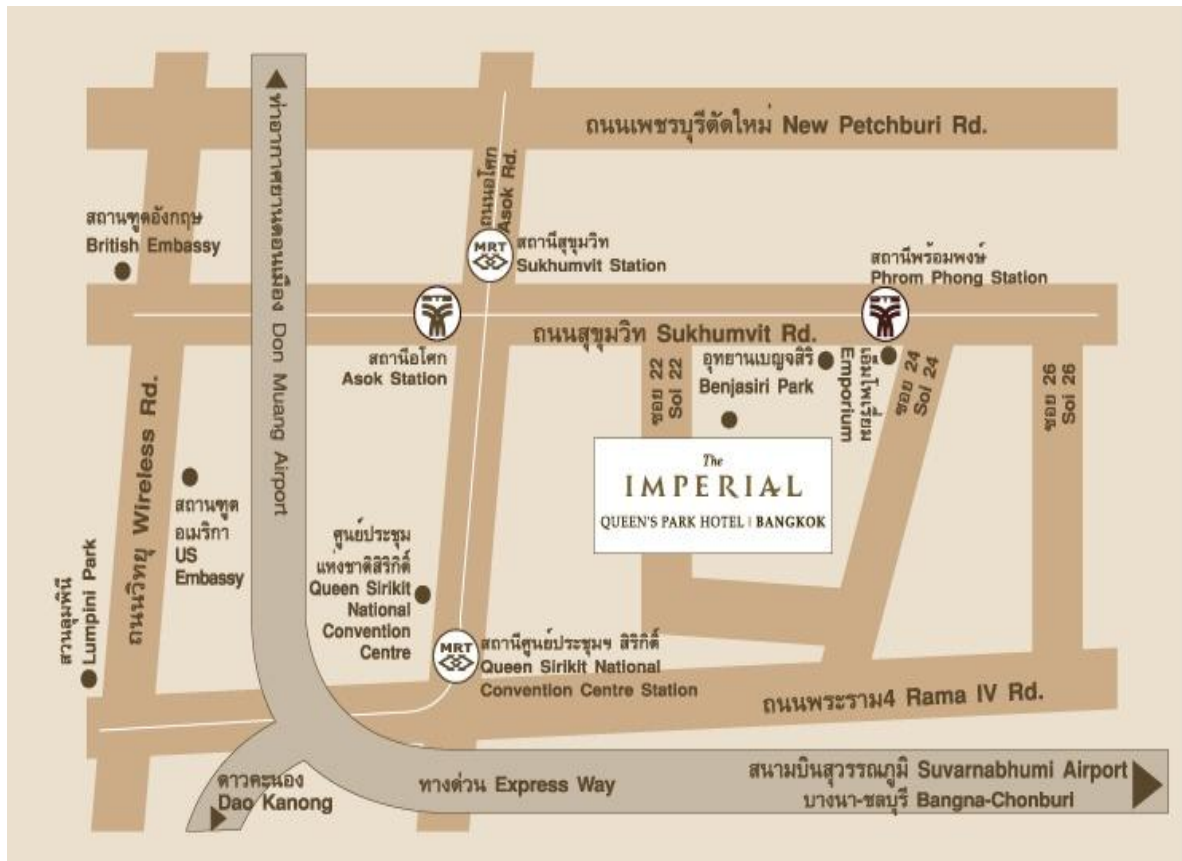 ถนนเพชรบุรีตัดใหม่ New Petchburi Rd.
ท่าอากาศยานดอนเมือง Don Muang Airport
ถนนอโศก
Asok Rd.
สถานฑูตอังกฤษ
British Embassy
MRT
สถานีสุขุมวิท
Sukhumvit Station
สถานีพร้อมพงษ์
Phrom Phong Station
ถนนสุขุมวิท Sukhumvit Rd.
สถานีอโศก
Asok Station
ซอย 22
Soi 22
อุทยานเบญจสิริ
Benjasiri Park
เอ็มโพเรี่ยม
Emporium
ซอย 24
Soi 24
ซอย 26
Soi 26
The
IMPERIAL
QUEEN'S PARK HOTEL | BANGKOK
ถนนวิทยุ Wireless Rd.
สถานฑูต
อเมริกา
US
Embassy
สวนลุมพินี
Lumpini Park
ศูนย์ประชุม
แห่งชาติสิริกิติ์
Queen Sirikit
National
Convention
Centre
MRT
สถานีศูนย์ประชุมฯ สิริกิติ์
Queen Sirikit National
Convention Centre Station
ถนนพระราม4 Rama IV Rd.
ดาวคะนอง
Dao Kanong
ทางด่วน Express Way
สนามบินสุวรรณภูมิ Suvarnabhumi Airport
บางนา-ชลบุรี Bangna-Chonburi